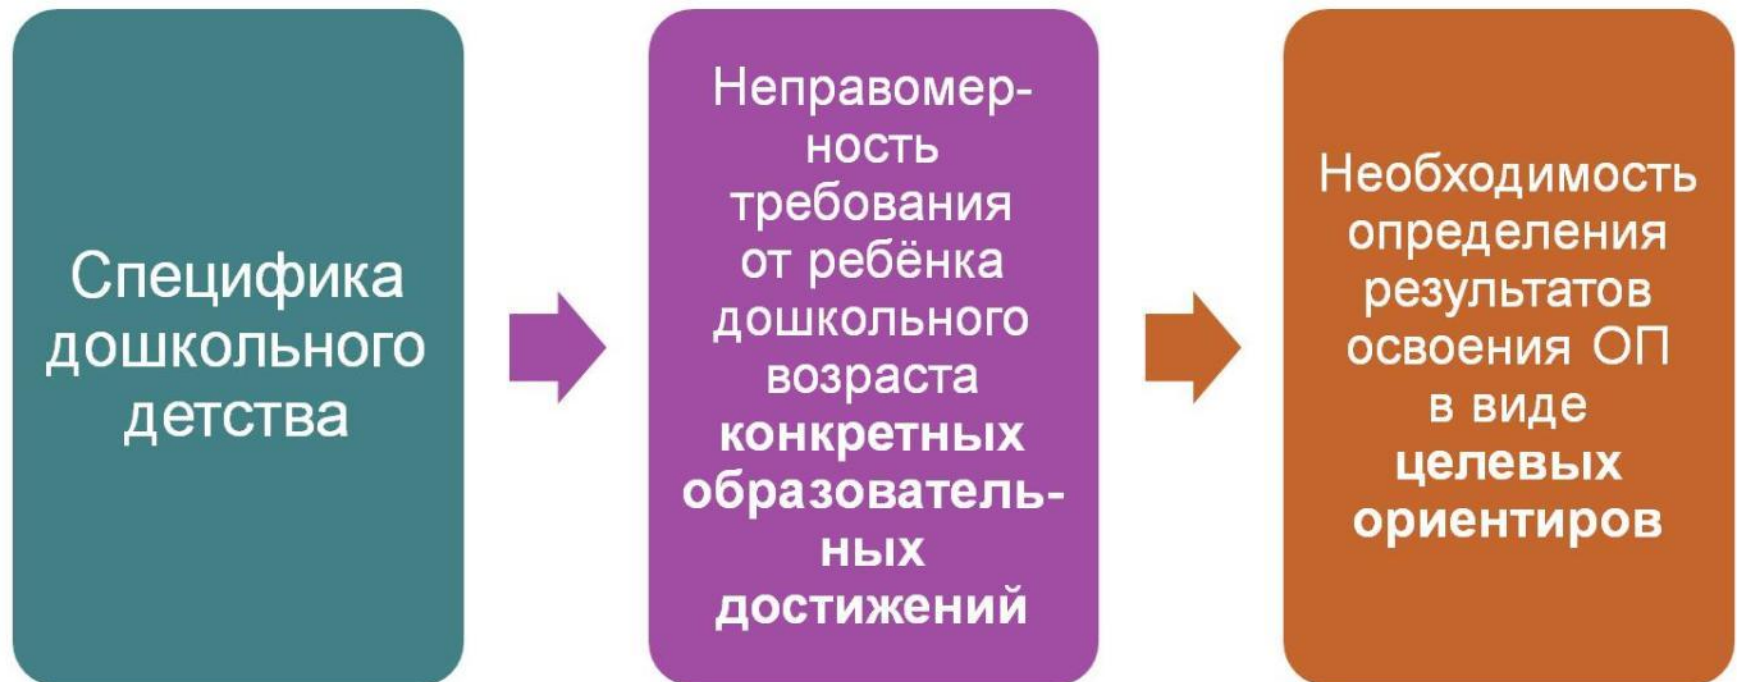 Специфика
дошкольного
детства
Неправомер-
ность
требования
от ребёнка
дошкольного
возраста
конкретных
образователь-
ных
достижений
Необходимость
определения
результатов
освоения ОП
в виде
целевых
ориентиров